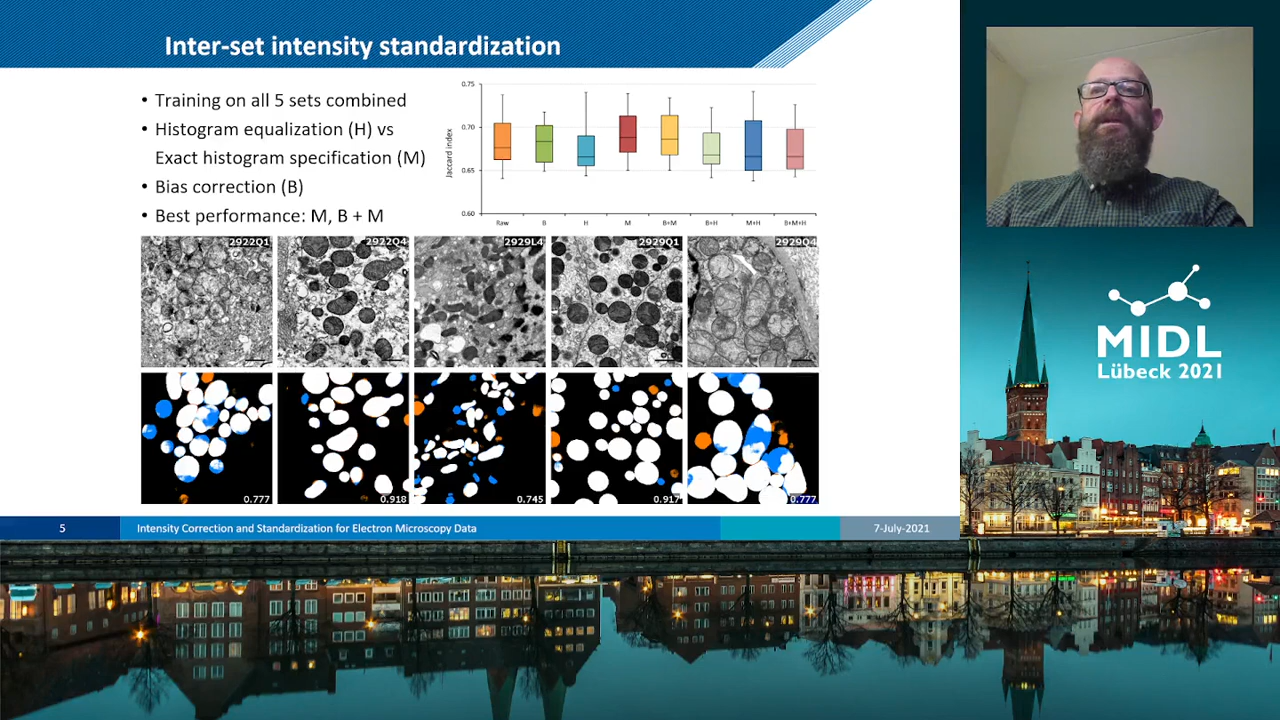 Inter-set intensity standardization
• Training on all 5 sets combined
• Histogram equalization (H) vs
Exact histogram specification (M)
• Bias correction (B)
• Best performance: M, B + M
Jaccard index
0.75
0.70
0.65
0.60
Raw B H M B+M B+H M+H B+M+H
2922Q1 2922Q4 2929L4 2929Q1 2929Q4
0.777 0.918 0.745 0.917 0.777
5 Intensity Correction and Standardization for Electron Microscopy Data 7-July-2021
MIDL
Lübeck 2021